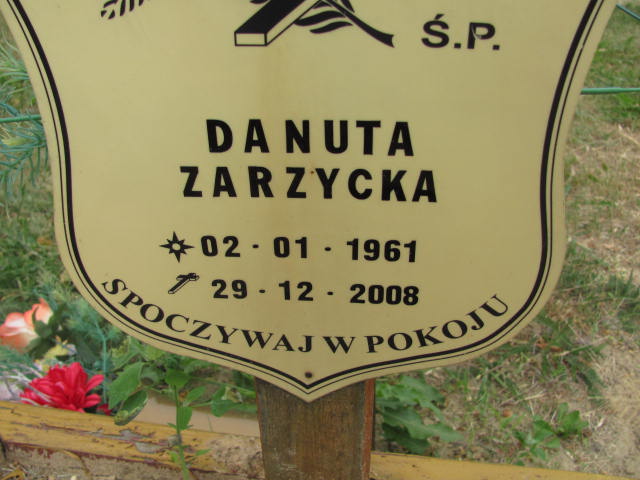 Ś.P.
DANUTA
ZARZYCKA
02 - 01 - 1961
29 - 12 - 2008
SPOCZYWAJ W POKOJU